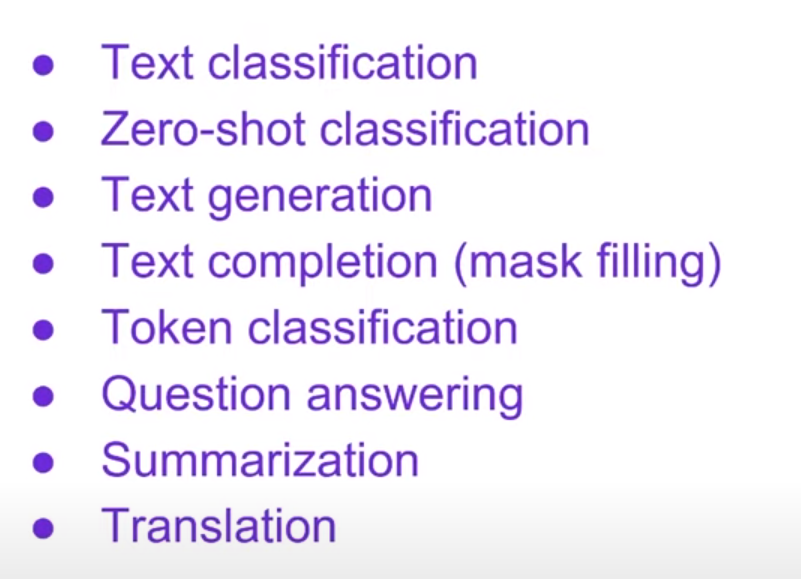 ● Text classification
● Zero-shot classification
● Text generation
● Text completion (mask filling)
● Token classification
● Question answering
● Summarization
● Translation